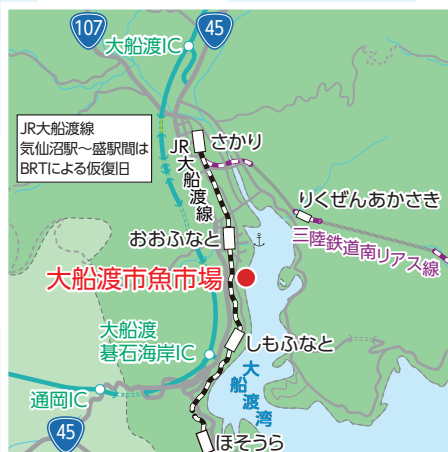 107
大船渡IC
45
JR大船渡線
気仙沼駅～盛駅間は
BRTによる仮復旧
さかり
JR大船渡線
りくぜんあかさき
おおふなと
三陸鉄道南リアス線
大船渡市魚市場
大船渡
碁石海岸IC
しもふなと
大船渡湾
通岡IC
45
ほそうら